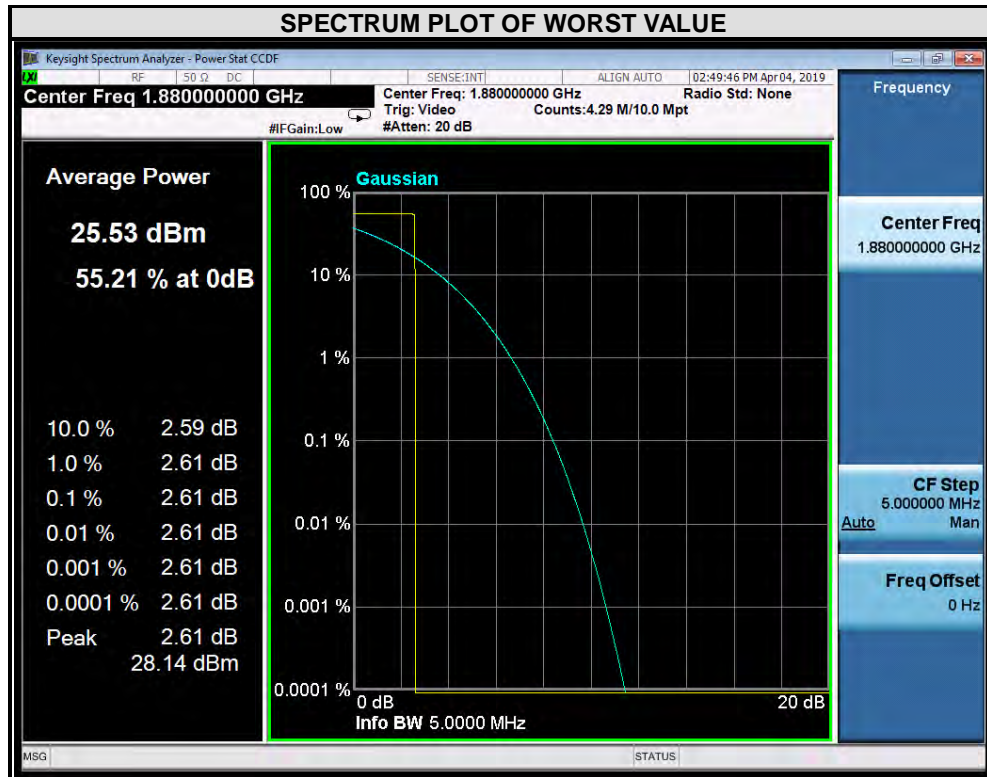 SPECTRUM PLOT OF WORST VALUE
Keysight Spectrum Analyzer - Power Stat CCDF
LXI RF 50 Ω DC SENSE:INT ALIGN AUTO 02:49:46 PM Apr 04, 2019
Center Freq 1.880000000 GHz
Center Freq: 1.880000000 GHz Radio Std: None
Trig: Video Counts:4.29 M/10.0 Mpt
#IFGain:Low #Atten: 20 dB
Frequency
Average Power
25.53 dBm
55.21 % at 0dB
10.0 % 2.59 dB
1.0 % 2.61 dB
0.1 % 2.61 dB
0.01 % 2.61 dB
0.001 % 2.61 dB
0.0001 % 2.61 dB
Peak 2.61 dB
28.14 dBm
Gaussian
100 %
10 %
1 %
0.1 %
0.01 %
0.001 %
0.0001 %
0 dB 20 dB
Info BW 5.0000 MHz
Center Freq
1.880000000 GHz
CF Step
5.000000 MHz
Auto Man
Freq Offset
0 Hz
MSG STATUS